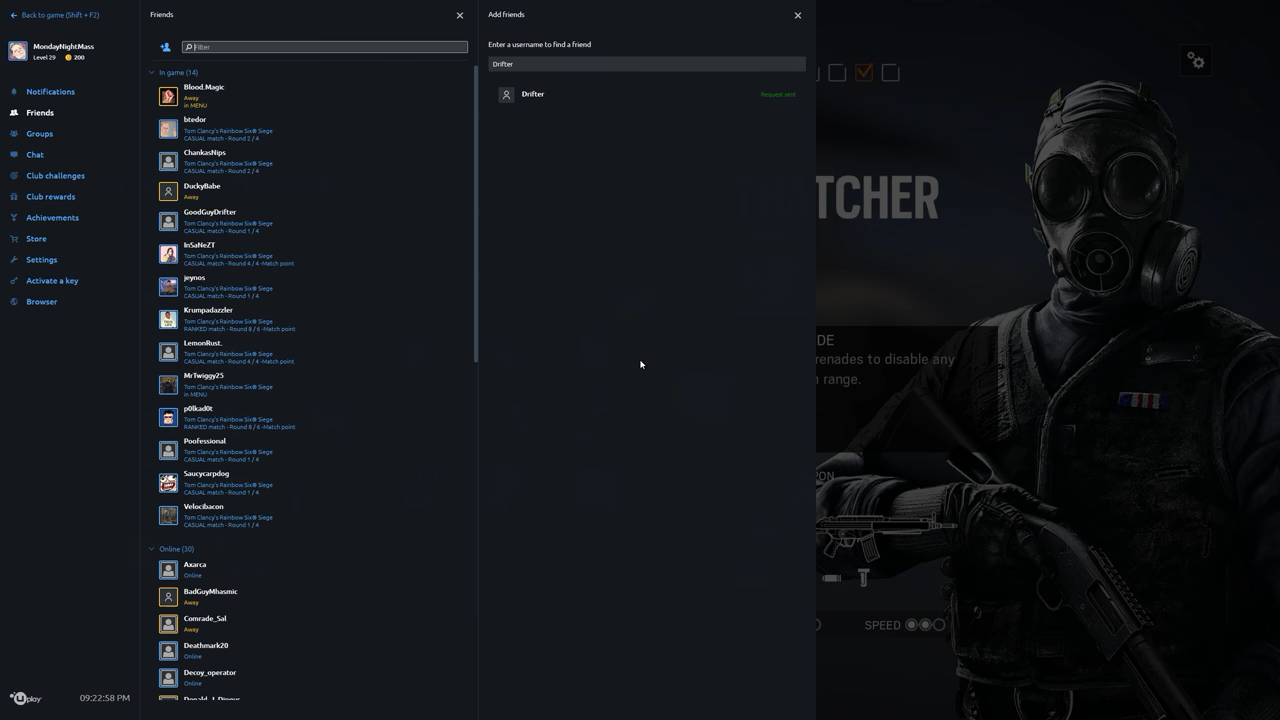 Back to game (Shift + F2)
MondayNightMass
Level 29 200
Notifications
Friends
Groups
Chat
Club challenges
Club rewards
Achievements
Store
Settings
Activate a key
Browser
uplay
09:22:58 PM
Friends
Filter
In game (14)
Blood.Magic
Away
in MENU
btedor
Tom Clancy's Rainbow Six® Siege
CASUAL match - Round 2 / 4
ChankasNips
Tom Clancy's Rainbow Six® Siege
CASUAL match - Round 2 / 4
DuckyBabe
Away
GoodGuyDrifter
Tom Clancy's Rainbow Six® Siege
CASUAL match - Round 1 / 4
InSaNeZT
Tom Clancy's Rainbow Six® Siege
CASUAL match - Round 4 / 4 -Match point
jeynos
Tom Clancy's Rainbow Six® Siege
CASUAL match - Round 1 / 4
Krumpadazzler
Tom Clancy's Rainbow Six® Siege
RANKED match - Round 8 / 6 -Match point
LemonRust.
Tom Clancy's Rainbow Six® Siege
CASUAL match - Round 4 / 4 -Match point
MrTwiggy25
Tom Clancy's Rainbow Six® Siege
in MENU
p0lkad0t
Tom Clancy's Rainbow Six® Siege
RANKED match - Round 8 / 6 -Match point
Poofessional
Tom Clancy's Rainbow Six® Siege
CASUAL match - Round 1 / 4
Saucycarpdog
Tom Clancy's Rainbow Six® Siege
CASUAL match - Round 1 / 4
Velocibacon
Tom Clancy's Rainbow Six® Siege
CASUAL match - Round 1 / 4
Online (30)
Axarca
Online
BadGuyMhasmic
Away
Comrade_Sal
Away
Deathmark20
Online
Decoy_operator
Online
Add friends
Enter a username to find a friend
Drifter
Drifter
Request sent
TCHER
DE
renades to disable any
n range.
PON
SPEED